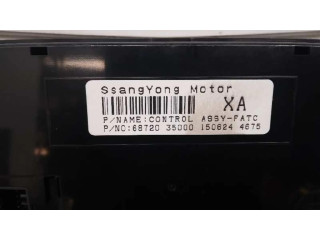 SsangYong Motor
XA
P/NAME:CONTROL ASSY-FATC
P/NO:68720 35000 150624 4675